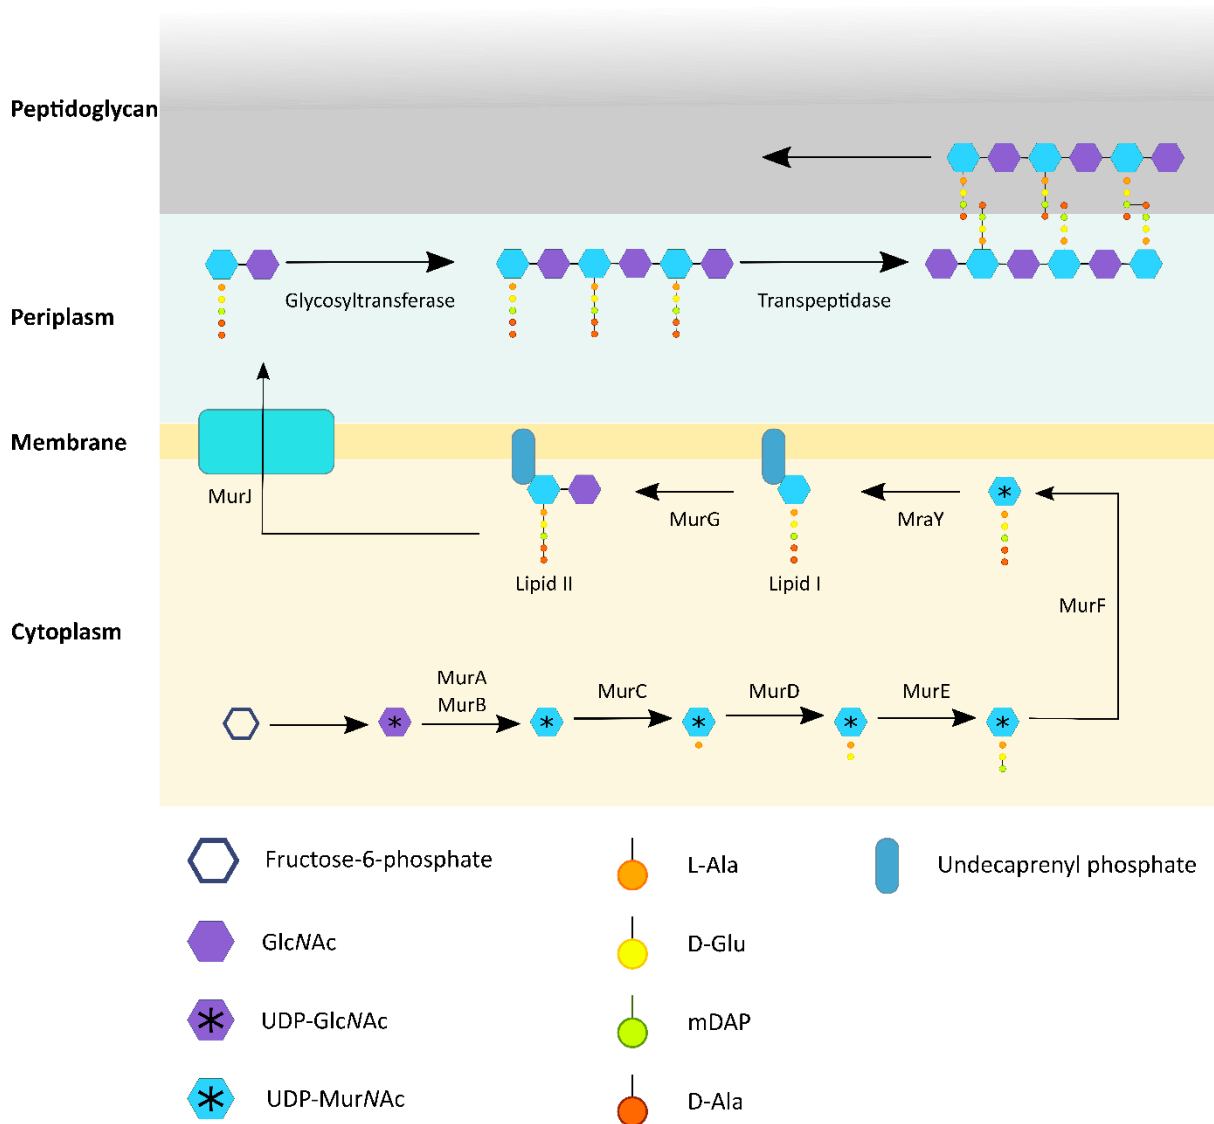 Peptidoglycan
Glycosyltransferase
Transpeptidase
Periplasm
Membrane
MurJ
MurG
MraY
Lipid II
Lipid I
MurF
Cytoplasm
MurA
MurB
MurC
MurD
MurE
*
*
*
*
*
*
Fructose-6-phosphate
L-Ala
Undecaprenyl phosphate
GlcNAc
D-Glu
* UDP-GlcNAc
mDAP
* UDP-MurNAc
D-Ala